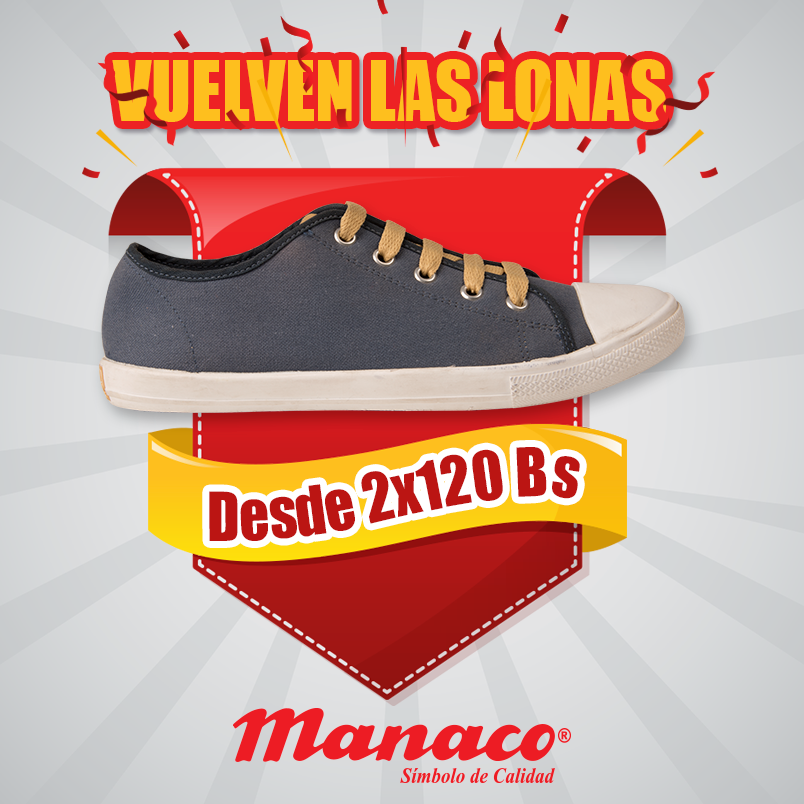 VUELVEN LAS LONAS
Desde 2x120 Bs
Manaco®
Símbolo de Calidad